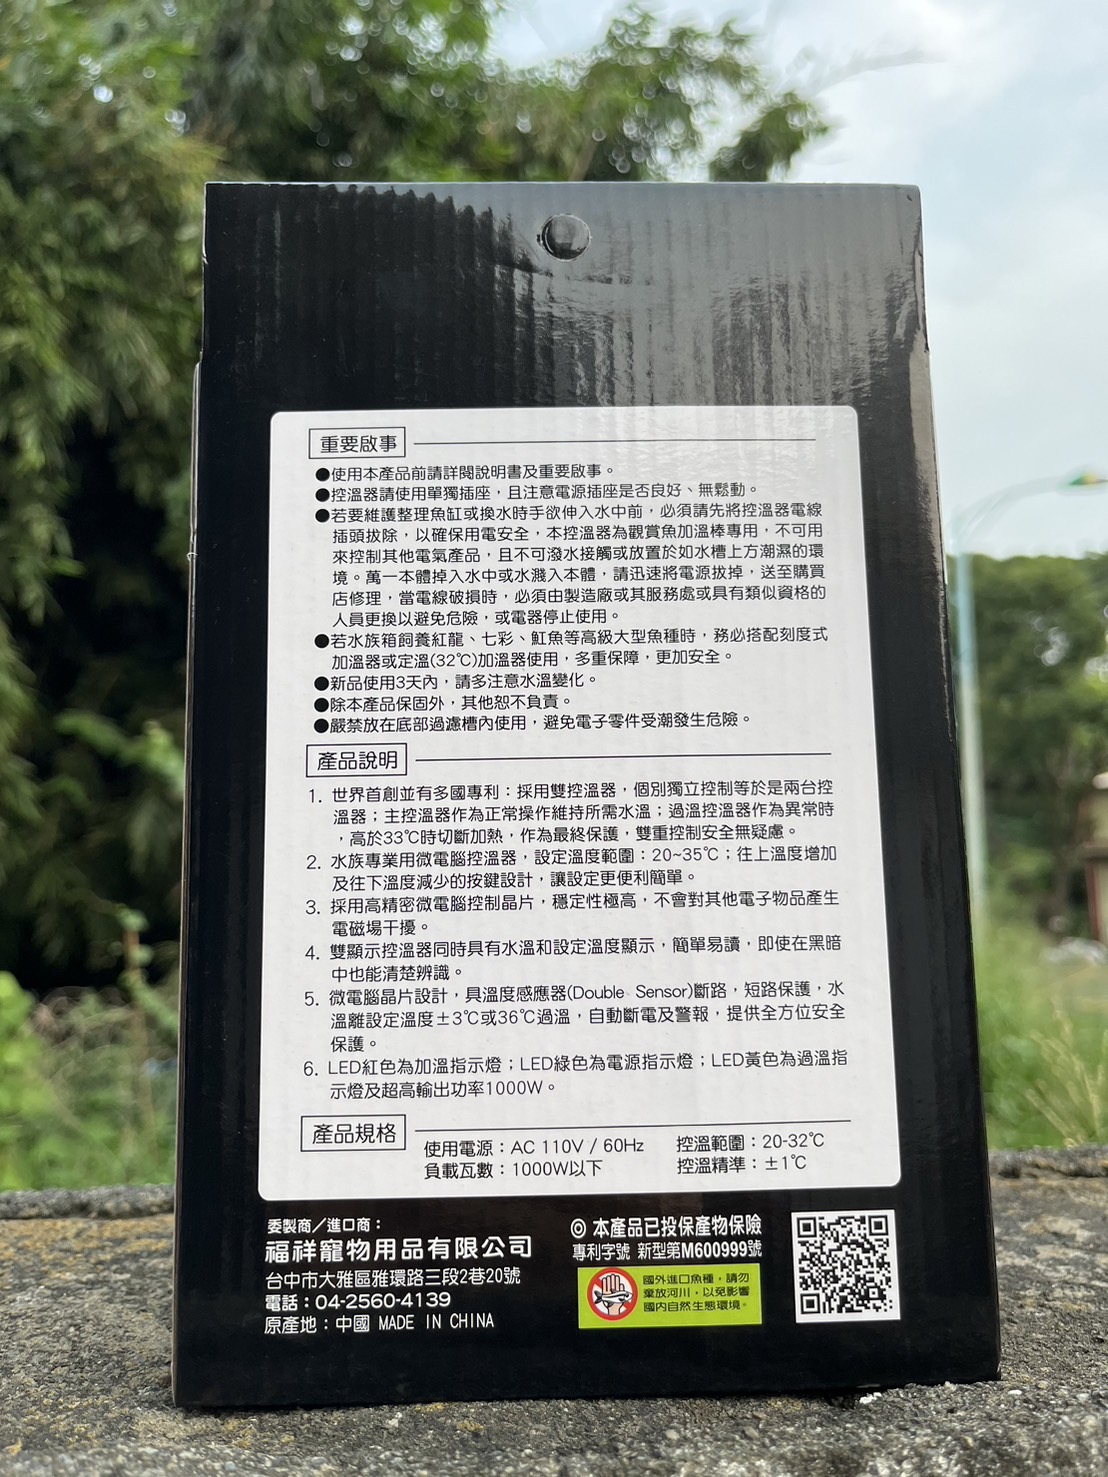 重要啟事
●使用本產品前請詳閱說明書及重要啟事。
●控溫器請使用單獨插座，且注意電源插座是否良好、無鬆動。
●若要維護整理魚缸或換水時手欲伸入水中前，必須請先將控溫器電線
插頭拔除，以確保用電安全，本控溫器為觀賞魚加溫棒專用，不可用
來控制其他電氣產品，且不可潑水接觸或放置於如水槽上方潮濕的環
境。萬一本體掉入水中或水濺入本體，請迅速將電源拔掉，送至購買
店修理，當電線破損時，必須由製造廠或其服務處或具有類似資格的
人員更換以避免危險，或電器停止使用。
●若水族箱飼養紅龍、七彩、魟魚等高級大型魚種時，務必搭配刻度式
加溫器或定溫(32℃)加溫器使用，多重保障，更加安全。
●新品使用3天內，請多注意水溫變化。
●除本產品保固外，其他恕不負責。
●嚴禁放在底部過濾槽內使用，避免電子零件受潮發生危險。
產品說明
1. 世界首創並有多國專利：採用雙控溫器，個別獨立控制等於是兩台控
溫器；主控溫器作為正常操作維持所需水溫；過溫控溫器作為異常時
，高於33℃時切斷加熱，作為最終保護，雙重控制安全無疑慮。
2. 水族專業用微電腦控溫器，設定溫度範圍：20~35℃；往上溫度增加
及往下溫度減少的按鍵設計，讓設定更便利簡單。
3. 採用高精密微電腦控制晶片，穩定性極高，不會對其他電子物品產生
電磁場干擾。
4. 雙顯示控溫器同時具有水溫和設定溫度顯示，簡單易讀，即使在黑暗
中也能清楚辨識。
5. 微電腦晶片設計，具溫度感應器(Double Sensor)斷路，短路保護，水
溫離設定溫度±3℃或36℃過溫，自動斷電及警報，提供全方位安全
保護。
6. LED紅色為加溫指示燈；LED綠色為電源指示燈；LED黃色為過溫指
示燈及超高輸出功率1000W。
產品規格
使用電源：AC 110V / 60Hz 控溫範圍：20-32℃
負載瓦數：1000W以下 控溫精準：±1℃
委製商／進口商：
福祥寵物用品有限公司
台中市大雅區雅環路三段2巷20號
電話：04-2560-4139
原產地：中國 MADE IN CHINA
◎ 本產品已投保產物保險
專利字號 新型第M600999號
國外進口魚種，請勿
棄放河川，以免影響
國內自然生態環境。